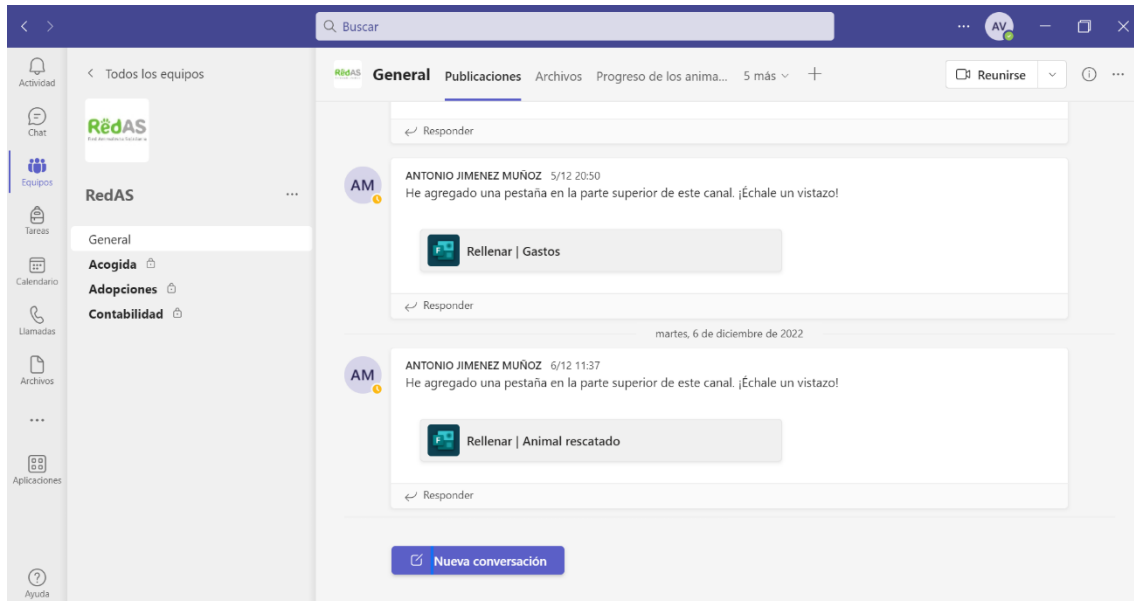 Buscar
AV
Actividad
Chat
Equipos
Tareas
Calendario
Llamadas
Archivos
Aplicaciones
Ayuda
Todos los equipos
RëdAS
RedAS
General
Acogida
Adopciones
Contabilidad
RëdAS General Publicaciones Archivos Progreso de los anima... 5 más
Reunirse
Responder
AM
ANTONIO JIMENEZ MUÑOZ 5/12 20:50
He agregado una pestaña en la parte superior de este canal. ¡Échale un vistazo!
F
Rellenar | Gastos
Responder
martes, 6 de diciembre de 2022
AM
ANTONIO JIMENEZ MUÑOZ 6/12 11:37
He agregado una pestaña en la parte superior de este canal. ¡Échale un vistazo!
F
Rellenar | Animal rescatado
Responder
Nueva conversación